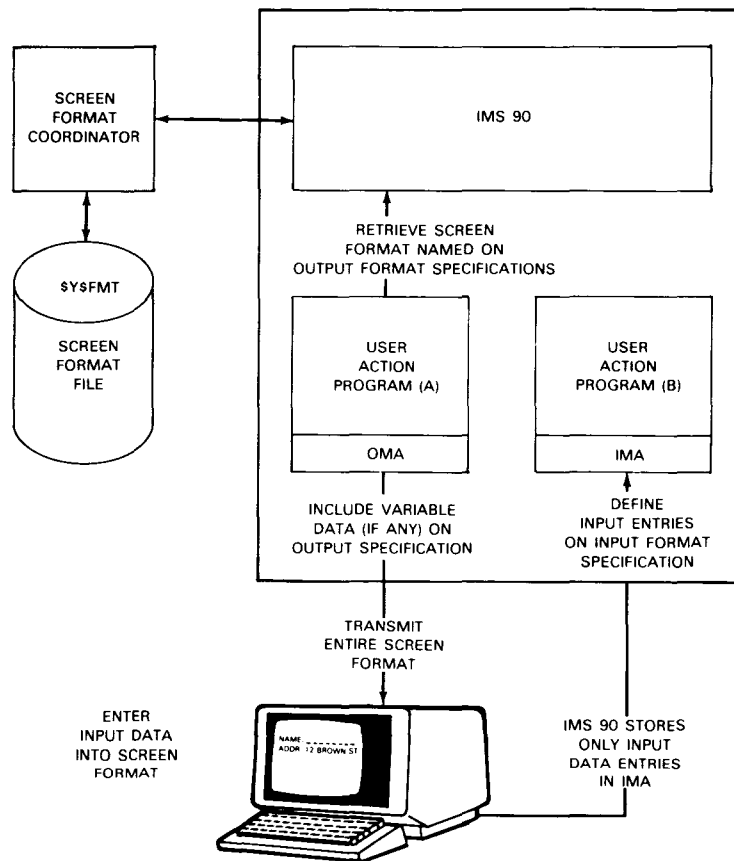 SCREEN
FORMAT
COORDINATOR
IMS 90
RETRIEVE SCREEN
FORMAT NAMED ON
OUTPUT FORMAT SPECIFICATIONS
$Y$FMT
SCREEN
FORMAT
FILE
USER
ACTION
PROGRAM (A)
OMA
USER
ACTION
PROGRAM (B)
IMA
INCLUDE VARIABLE
DATA (IF ANY) ON
OUTPUT SPECIFICATION
DEFINE
INPUT ENTRIES
ON INPUT FORMAT
SPECIFICATION
TRANSMIT
ENTIRE SCREEN
FORMAT
ENTER
INPUT DATA
INTO SCREEN
FORMAT
NAME: _ _ _ _ _ _ _ _
ADDR: 12 BROWN ST
IMS 90 STORES
ONLY INPUT
DATA ENTRIES
IN IMA